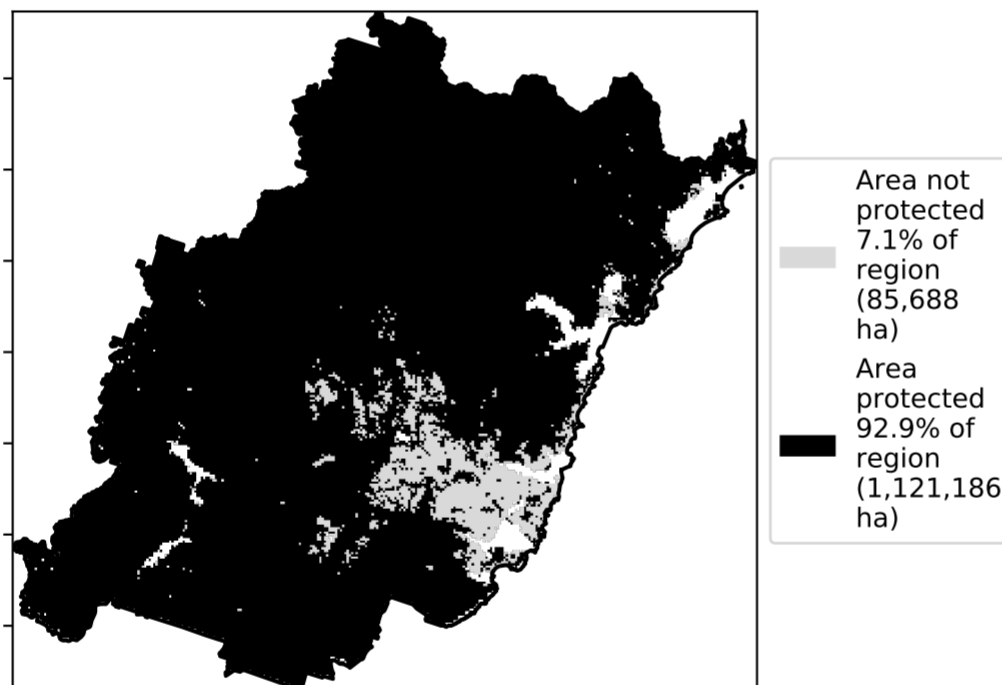 Area not
protected
7.1% of
region
(85,688
ha)
Area
protected
92.9% of
region
(1,121,186
ha)